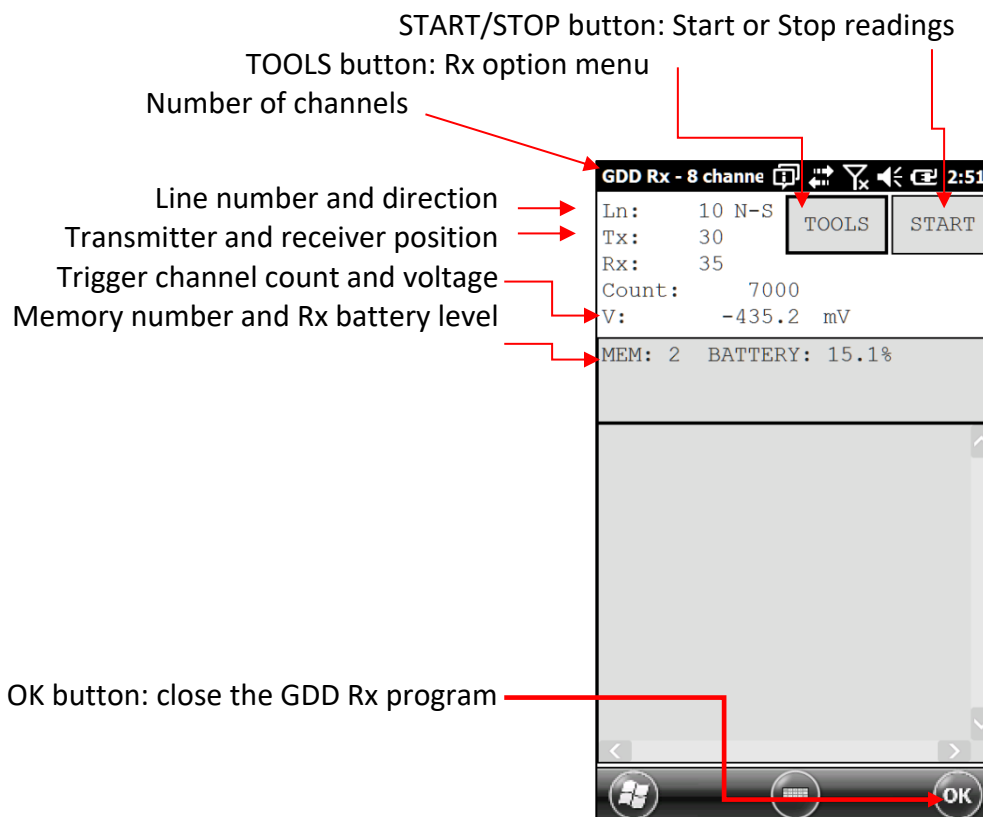 START/STOP button: Start or Stop readings
TOOLS button: Rx option menu
Number of channels
GDD Rx - 8 channe 2:51
Line number and direction
Transmitter and receiver position
Trigger channel count and voltage
Memory number and Rx battery level
Ln: 10 N-S
TOOLS START
Tx: 30
Rx: 35
Count: 7000
V: -435.2 mV
MEM: 2 BATTERY: 15.1%
OK button: close the GDD Rx program
OK